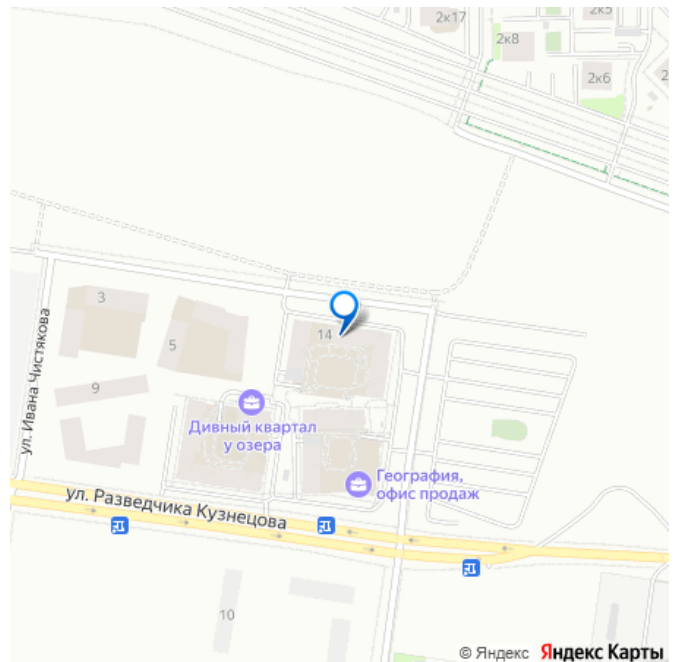 2к17
2к5
2к8
2к6
3
14
5
ул. Ивана Чистякова
9
Дивный квартал
у озера
География,
офис продаж
ул. Разведчика Кузнецова
10
© Яндекс Яндекс Карты